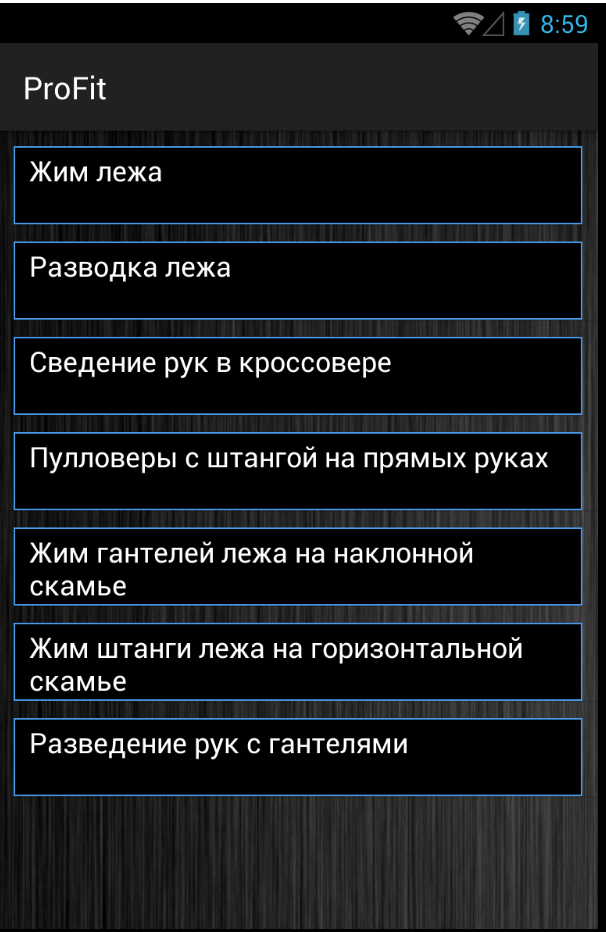 8:59
ProFit
Жим лежа
Разводка лежа
Сведение рук в кроссовере
Пулловеры с штангой на прямых руках
Жим гантелей лежа на наклонной
скамье
Жим штанги лежа на горизонтальной
скамье
Разведение рук с гантелями